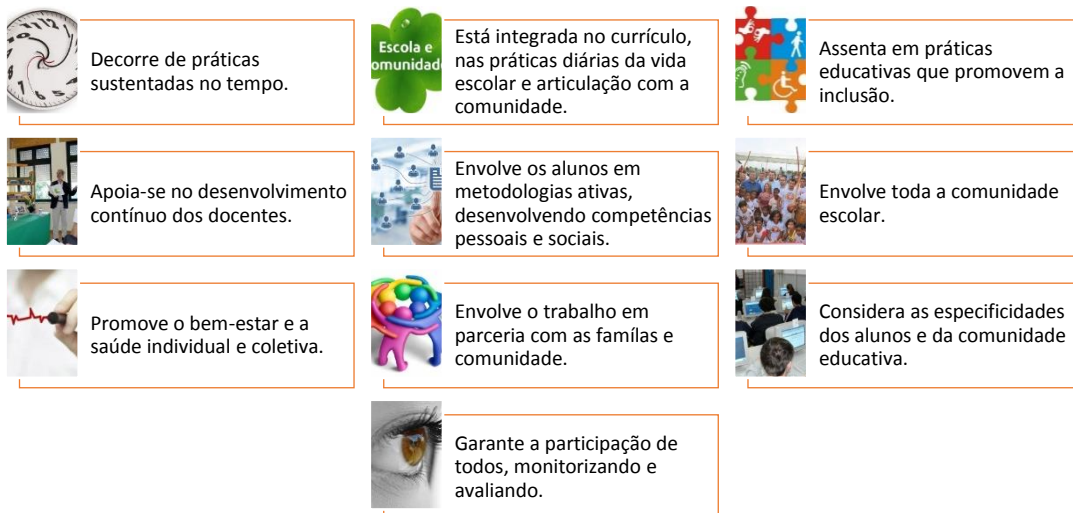 Decorre de práticas
sustentadas no tempo.
Escola e
omunidade
Está integrada no currículo,
nas práticas diárias da vida
escolar e articulação com a
comunidade.
Assenta em práticas
educativas que promovem a
inclusão.
Apoia-se no desenvolvimento
contínuo dos docentes.
Envolve os alunos em
metodologias ativas,
desenvolvendo competências
pessoais e sociais.
Envolve toda a comunidade
escolar.
Promove o bem-estar e a
saúde individual e coletiva.
Envolve o trabalho em
parceria com as famílas e
comunidade.
Considera as especificidades
dos alunos e da comunidade
educativa.
Garante a participação de
todos, monitorizando e
avaliando.